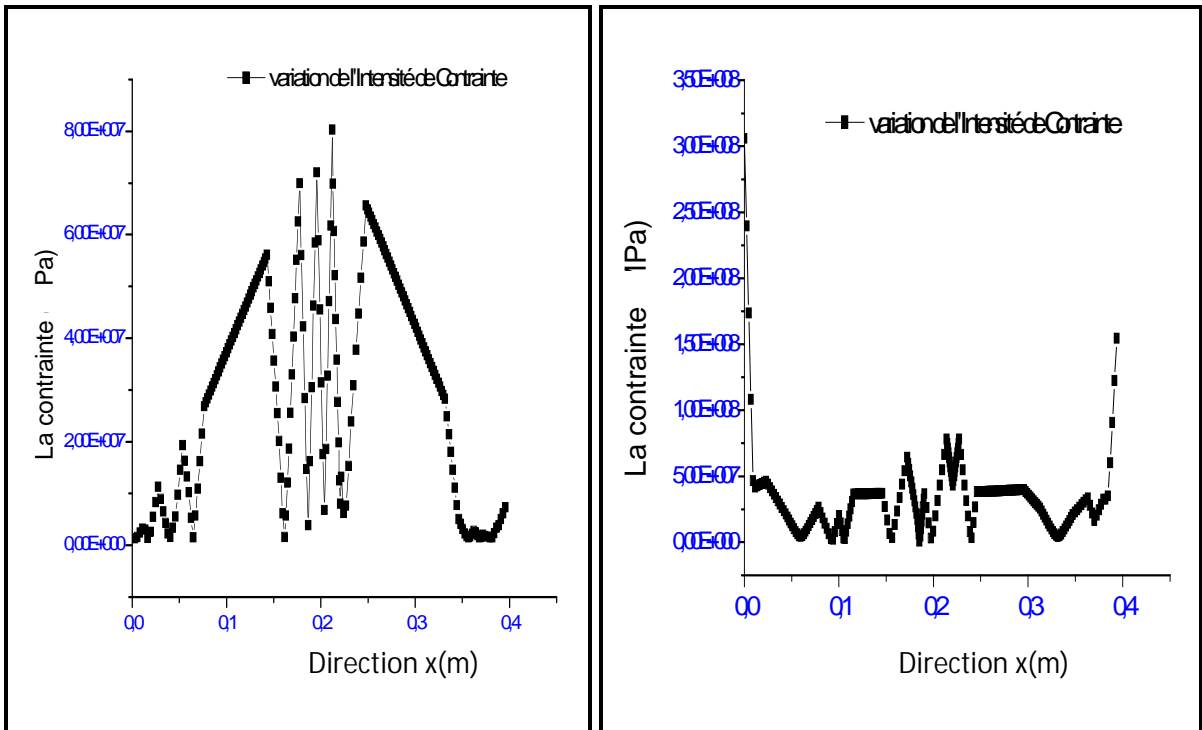 variation de l'Intensité de Contrainte
8,00E+007
6,00E+007
4,00E+007
2,00E+007
0,00E+000
La contrainte Pa)
0,0 0,1 0,2 0,3 0,4
Direction x(m)
variation de l'Intensité de Contrainte
3,50E+008
3,00E+008
2,50E+008
2,00E+008
1,50E+008
1,00E+008
5,00E+007
0,00E+000
La contrainte Pa)
0,0 0,1 0,2 0,3 0,4
Direction x(m)